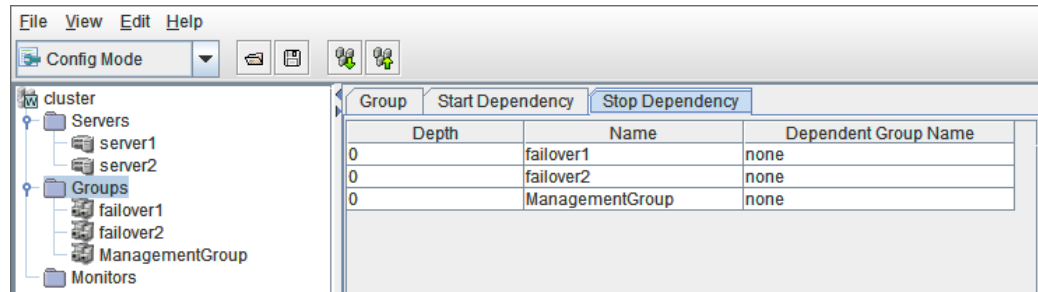 File View Edit Help
Config Mode
cluster
Servers
server1
server2
Groups
failover1
failover2
ManagementGroup
Monitors
Group Start Dependency Stop Dependency
Depth Name Dependent Group Name
0 failover1 none
0 failover2 none
0 ManagementGroup none